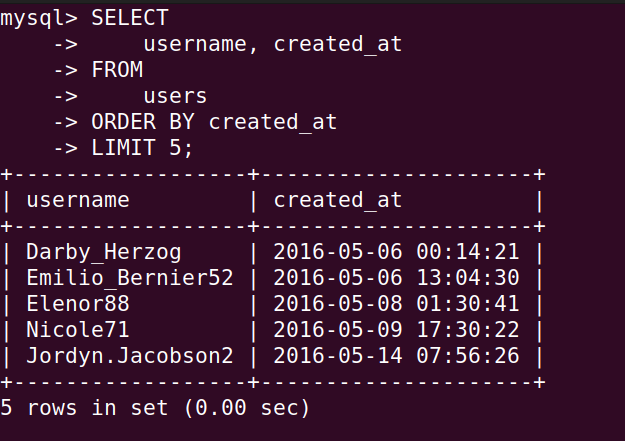 mysql> SELECT
    ->     username, created_at
    -> FROM
    ->     users
    -> ORDER BY created_at
    -> LIMIT 5;
+------------------+---------------------+
| username         | created_at          |
+------------------+---------------------+
| Darby_Herzog     | 2016-05-06 00:14:21 |
| Emilio_Bernier52 | 2016-05-06 13:04:30 |
| Elenor88         | 2016-05-08 01:30:41 |
| Nicole71         | 2016-05-09 17:30:22 |
| Jordyn.Jacobson2 | 2016-05-14 07:56:26 |
+------------------+---------------------+
5 rows in set (0.00 sec)